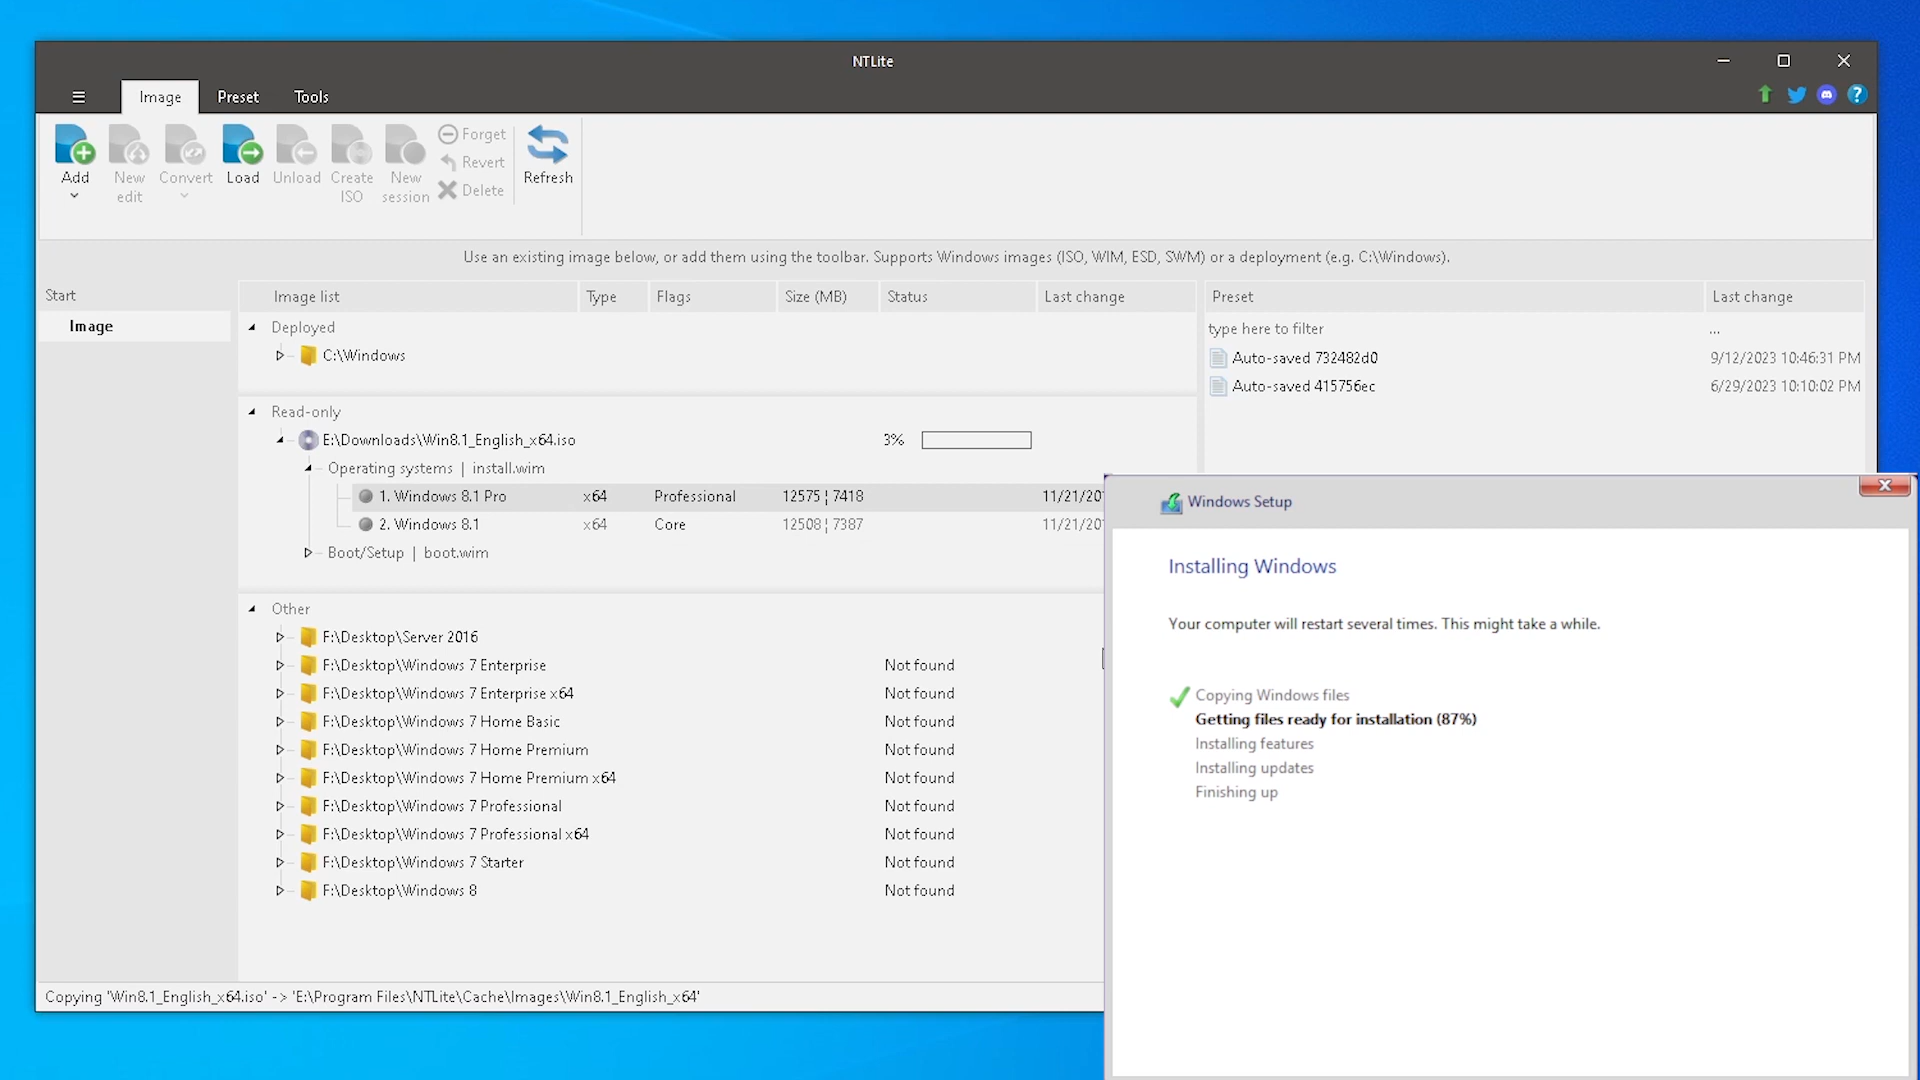 NTLite
Image Preset Tools
Add New edit Convert Load Unload Create ISO New session Forget Revert Delete Refresh
Use an existing image below, or add them using the toolbar. Supports Windows images (ISO, WIM, ESD, SWM) or a deployment (e.g. C:\Windows).
Start
Image
Image list Type Flags Size (MB) Status Last change
Deployed
C:\Windows
Read-only
E:\Downloads\Win8.1_English_x64.iso 3%
Operating systems | install.wim
1. Windows 8.1 Pro x64 Professional 12575 ¦ 7418 11/21/201
2. Windows 8.1 x64 Core 12508 ¦ 7387 11/21/201
Boot/Setup | boot.wim
Other
F:\Desktop\Server 2016
F:\Desktop\Windows 7 Enterprise Not found
F:\Desktop\Windows 7 Enterprise x64 Not found
F:\Desktop\Windows 7 Home Basic Not found
F:\Desktop\Windows 7 Home Premium Not found
F:\Desktop\Windows 7 Home Premium x64 Not found
F:\Desktop\Windows 7 Professional Not found
F:\Desktop\Windows 7 Professional x64 Not found
F:\Desktop\Windows 7 Starter Not found
F:\Desktop\Windows 8 Not found
Preset Last change
type here to filter ...
Auto-saved 732482d0 9/12/2023 10:46:31 PM
Auto-saved 415756ec 6/29/2023 10:10:02 PM
Windows Setup
Installing Windows
Your computer will restart several times. This might take a while.
Copying Windows files
Getting files ready for installation (87%)
Installing features
Installing updates
Finishing up
Copying 'Win8.1_English_x64.iso' -> 'E:\Program Files\NTLite\Cache\Images\Win8.1_English_x64'